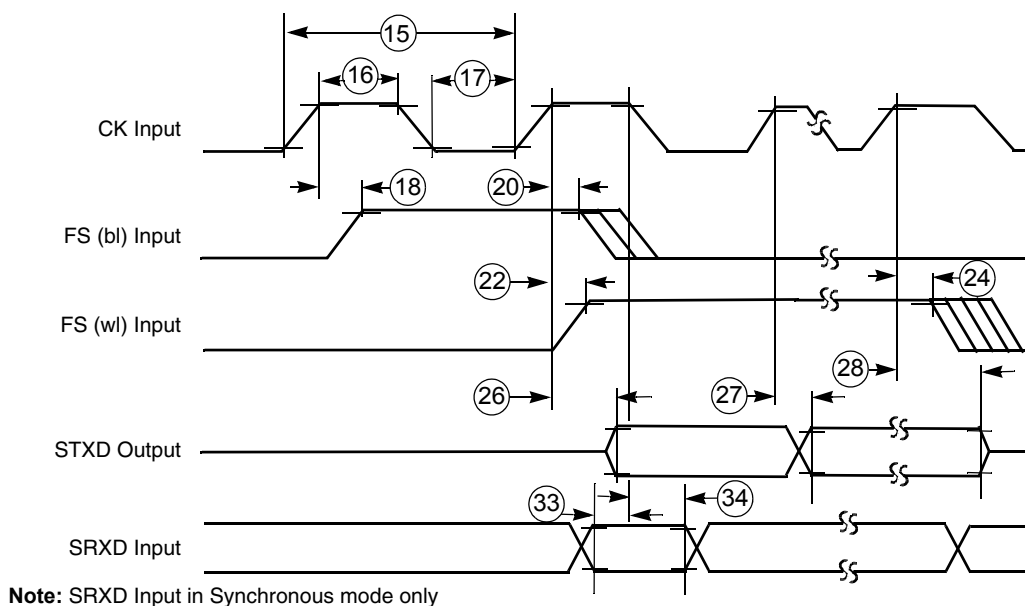 15
16
17
CK Input
18
20
FS (bl) Input
22
24
FS (wl) Input
26
27
28
STXD Output
33
34
SRXD Input
Note: SRXD Input in Synchronous mode only